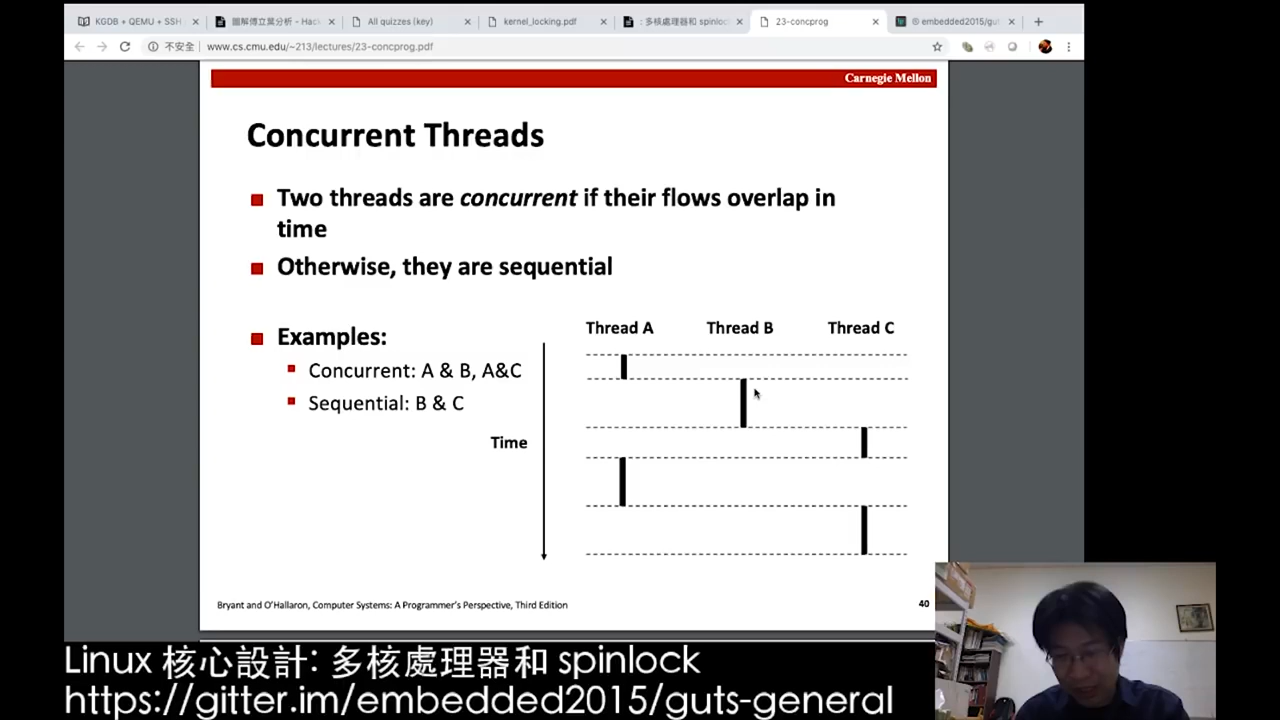 KGDB + QEMU + SSH
圖解傅立葉分析 - Hac
All quizzes (key)
kernel_locking.pdf
: 多核處理器和 spinloc
23-concprog
embedded2015/gut
不安全 | www.cs.cmu.edu/~213/lectures/23-concprog.pdf
Carnegie Mellon
Concurrent Threads
Two threads are concurrent if their flows overlap in
time
Otherwise, they are sequential
Examples:
Concurrent: A & B, A&C
Sequential: B & C
Time
Thread A Thread B Thread C
Bryant and O'Hallaron, Computer Systems: A Programmer's Perspective, Third Edition
40
Linux 核心設計: 多核處理器和 spinlock
https://gitter.im/embedded2015/guts-general